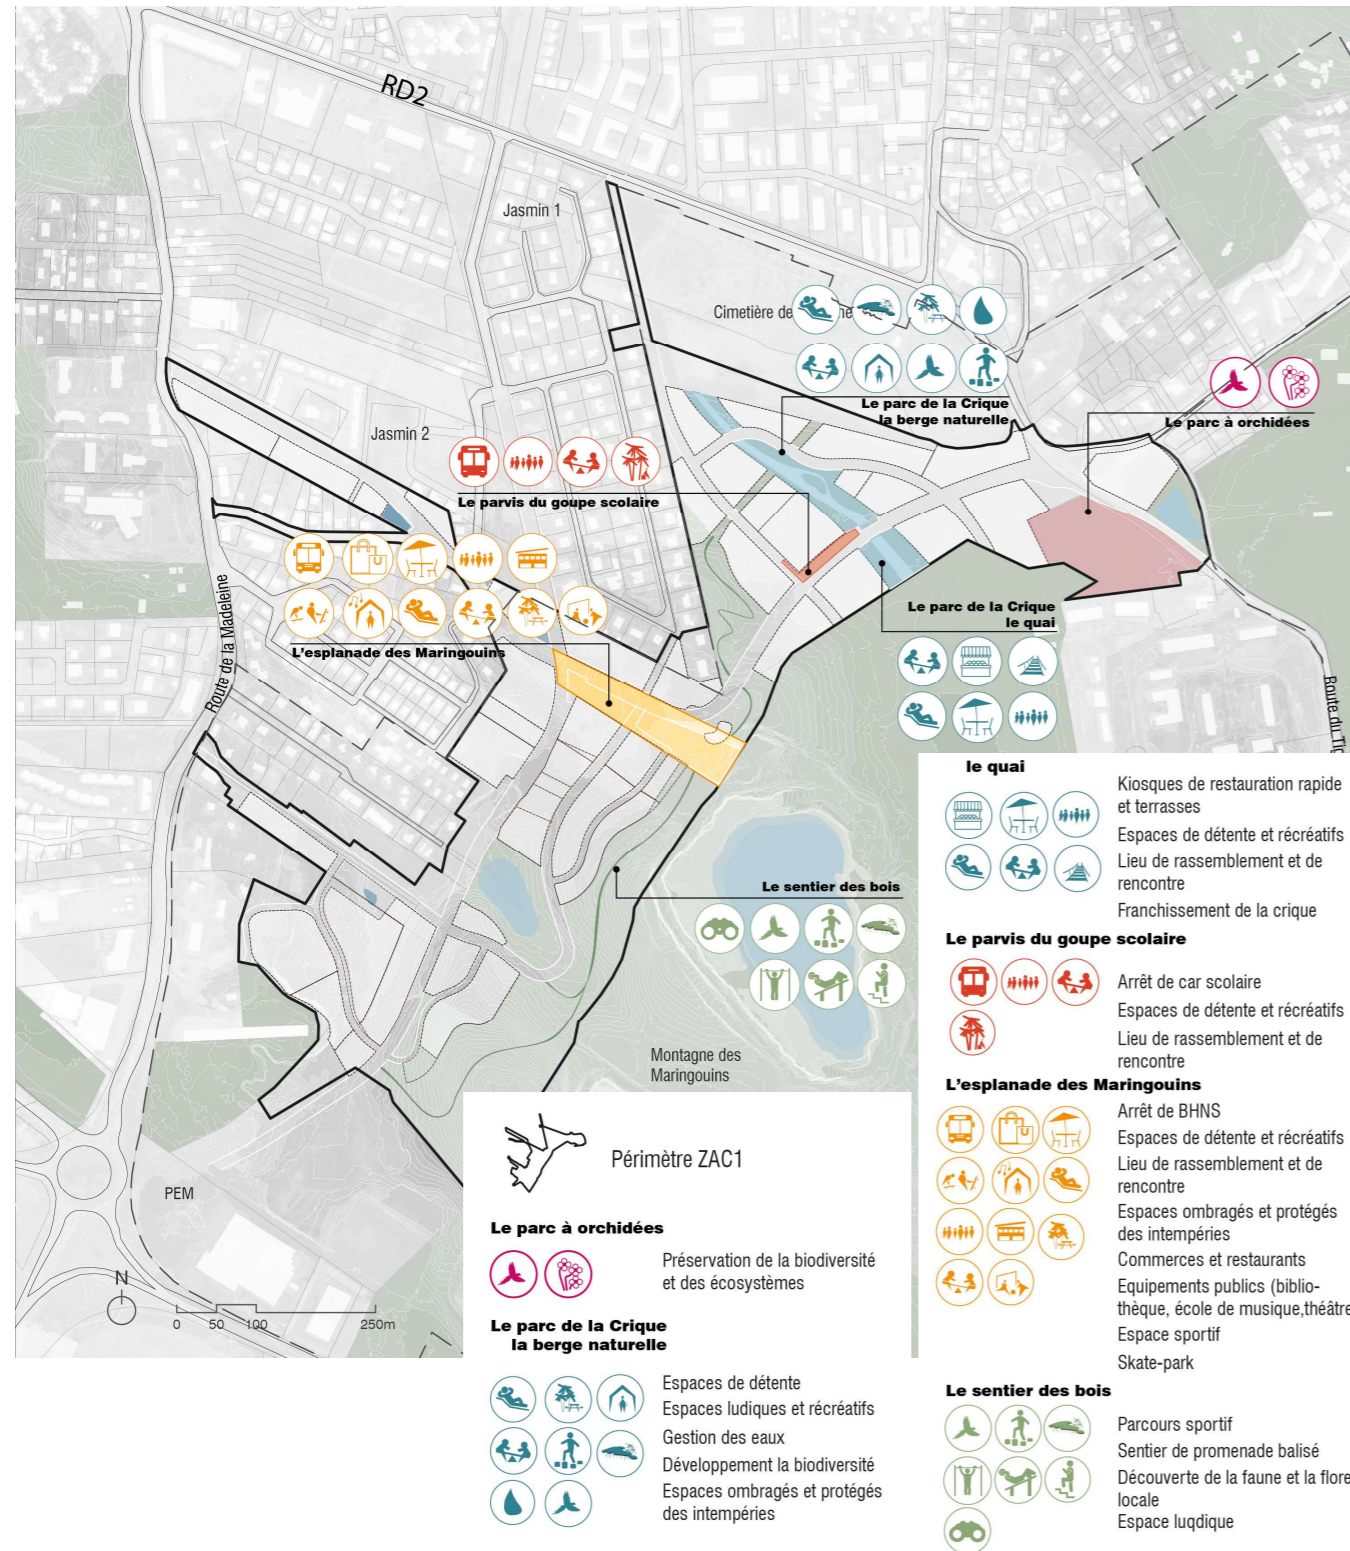 RD2
Jasmin 1
Cimetière de
ne
Le parc de la Crique
la berge naturelle
Le parc à orchidées
Jasmin 2
Le parvis du goupe scolaire
Route de la Madeleine
L'esplanade des Maringouins
Le parc de la Crique
le quai
Route du Tig
Le sentier des bois
Montagne des
Maringouins
PEM
N
0 50 100 250m
Périmètre ZAC1
Le parc à orchidées
Préservation de la biodiversité
et des écosystèmes
Le parc de la Crique
la berge naturelle
Espaces de détente
Espaces ludiques et récréatifs
Gestion des eaux
Développement la biodiversité
Espaces ombragés et protégés
des intempéries
le quai
Kiosques de restauration rapide
et terrasses
Espaces de détente et récréatifs
Lieu de rassemblement et de
rencontre
Franchissement de la crique
Le parvis du goupe scolaire
Arrêt de car scolaire
Espaces de détente et récréatifs
Lieu de rassemblement et de
rencontre
L'esplanade des Maringouins
Arrêt de BHNS
Espaces de détente et récréatifs
Lieu de rassemblement et de
rencontre
Espaces ombragés et protégés
des intempéries
Commerces et restaurants
Equipements publics (biblio-
thèque, école de musique,théâtre
Espace sportif
Skate-park
Le sentier des bois
Parcours sportif
Sentier de promenade balisé
Découverte de la faune et la flore
locale
Espace luqdique